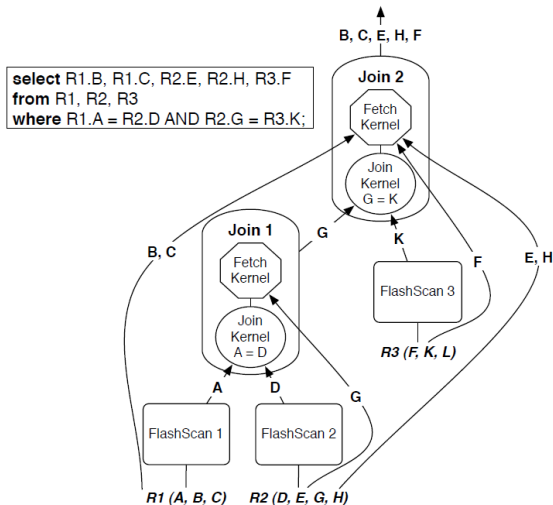 B, C, E, H, F
select R1.B, R1.C, R2.E, R2.H, R3.F
from R1, R2, R3
where R1.A = R2.D AND R2.G = R3.K;
Join 2
Fetch
Kernel
Join
Kernel
G = K
Join 1
G
K
B, C
F
E, H
Fetch
Kernel
FlashScan 3
Join
Kernel
A = D
R3 (F, K, L)
A
D
G
FlashScan 1
FlashScan 2
R1 (A, B, C)
R2 (D, E, G, H)